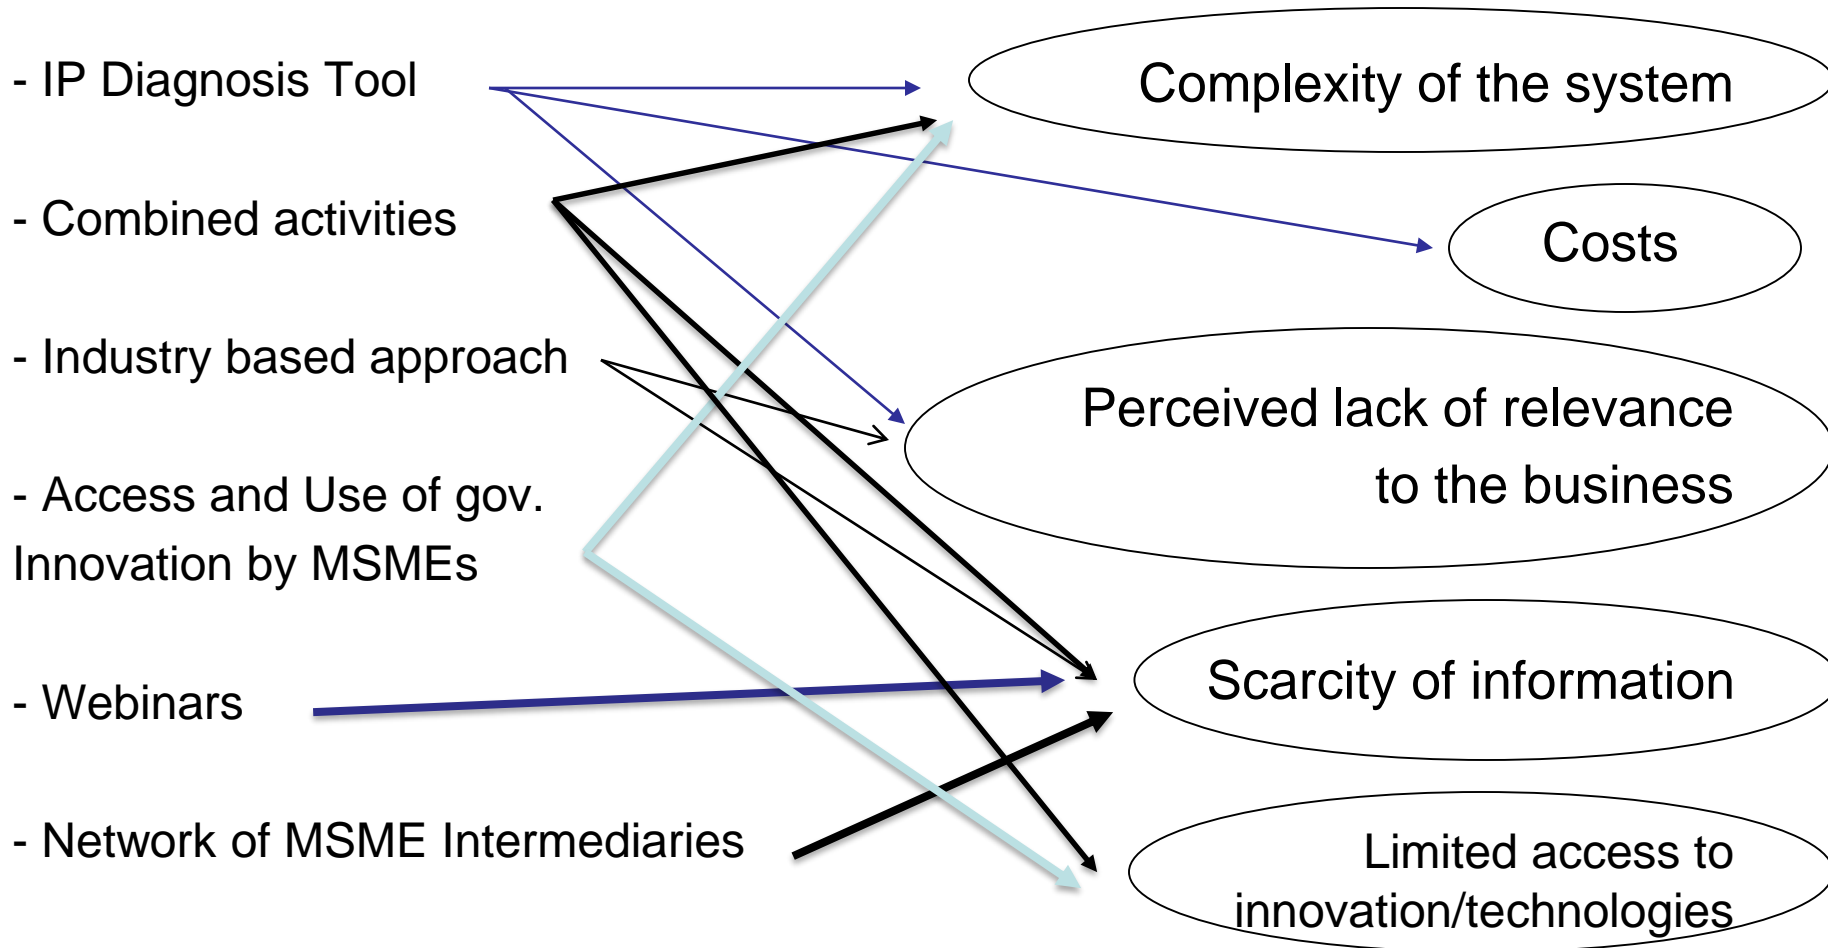 - IP Diagnosis Tool
- Combined activities
- Industry based approach
- Access and Use of gov.
Innovation by MSMEs
- Webinars
- Network of MSME Intermediaries
Complexity of the system
Costs
Perceived lack of relevance
to the business
Scarcity of information
Limited access to
innovation/technologies